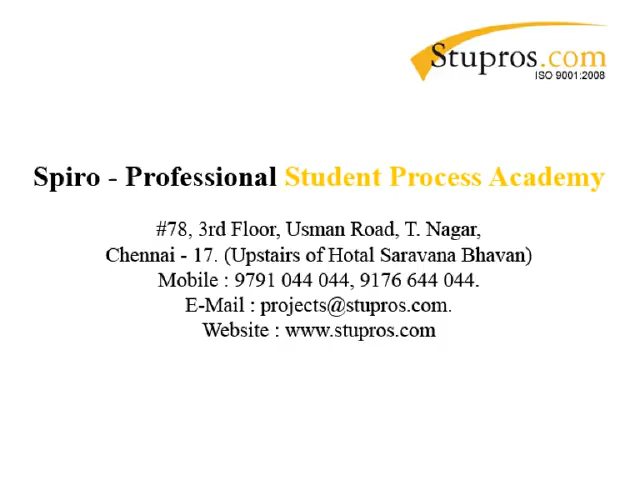 Stupros.com
ISO 9001:2008
Spiro - Professional Student Process Academy
#78, 3rd Floor, Usman Road, T. Nagar,
Chennai - 17. (Upstairs of Hotal Saravana Bhavan)
Mobile : 9791 044 044, 9176 644 044.
E-Mail : projects@stupros.com.
Website : www.stupros.com